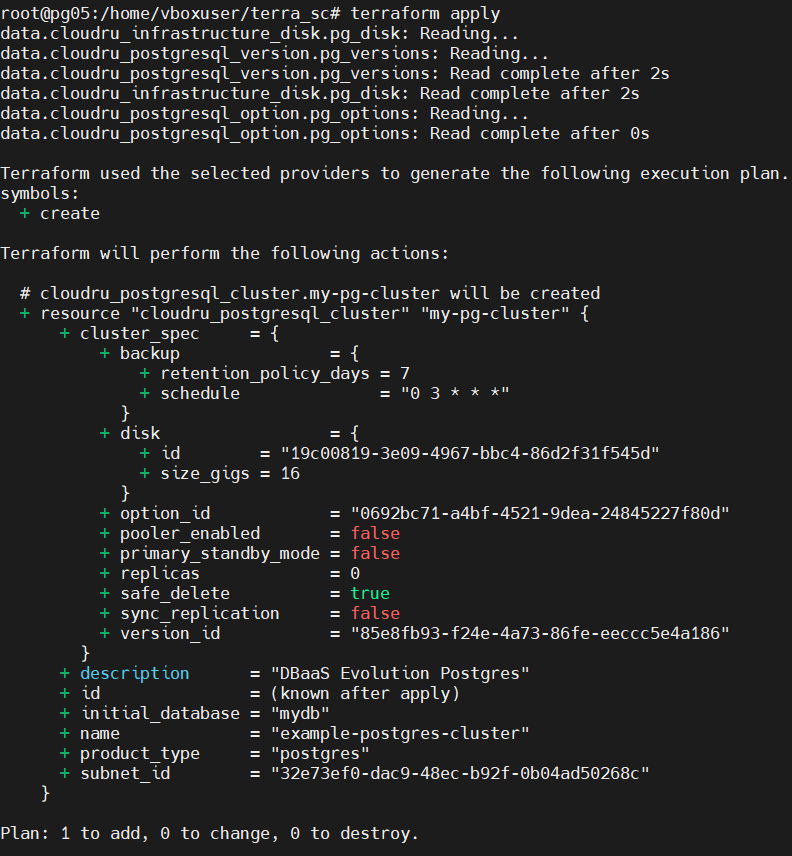 root@pg05:/home/vboxuser/terra_sc# terraform apply
data.cloudru_infrastructure_disk.pg_disk: Reading...
data.cloudru_postgresql_version.pg_versions: Reading...
data.cloudru_postgresql_version.pg_versions: Read complete after 2s
data.cloudru_infrastructure_disk.pg_disk: Read complete after 2s
data.cloudru_postgresql_option.pg_options: Reading...
data.cloudru_postgresql_option.pg_options: Read complete after 0s

Terraform used the selected providers to generate the following execution plan.
symbols:
  + create

Terraform will perform the following actions:

  # cloudru_postgresql_cluster.my-pg-cluster will be created
  + resource "cloudru_postgresql_cluster" "my-pg-cluster" {
      + cluster_spec     = {
          + backup               = {
              + retention_policy_days = 7
              + schedule              = "0 3 * * *"
            }
          + disk                 = {
              + id        = "19c00819-3e09-4967-bbc4-86d2f31f545d"
              + size_gigs = 16
            }
          + option_id            = "0692bc71-a4bf-4521-9dea-24845227f80d"
          + pooler_enabled       = false
          + primary_standby_mode = false
          + replicas             = 0
          + safe_delete          = true
          + sync_replication     = false
          + version_id           = "85e8fb93-f24e-4a73-86fe-eeccc5e4a186"
        }
      + description      = "DBaaS Evolution Postgres"
      + id               = (known after apply)
      + initial_database = "mydb"
      + name             = "example-postgres-cluster"
      + product_type     = "postgres"
      + subnet_id        = "32e73ef0-dac9-48ec-b92f-0b04ad50268c"
    }

Plan: 1 to add, 0 to change, 0 to destroy.